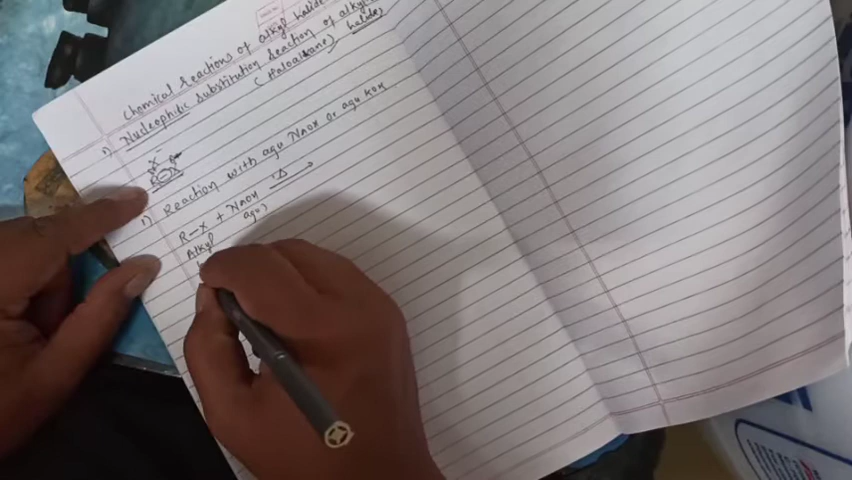 Chemical reactions of alkyl halide
1) Nucleophilic substitution reaction of alkyl halide
(Haloalkane)
X⁻
1) Reaction with aqu NaOH or aqu KOH
R-X + NaOH Δ
Alkyl aqu